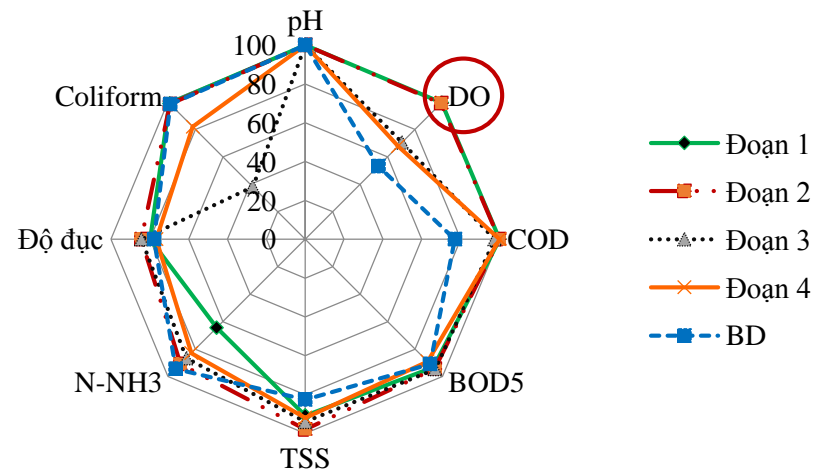 pH
100
80
60
40
20
0
DO
COD
BOD5
TSS
N-NH3
Độ đục
Coliform
Đoạn 1
Đoạn 2
Đoạn 3
Đoạn 4
BD